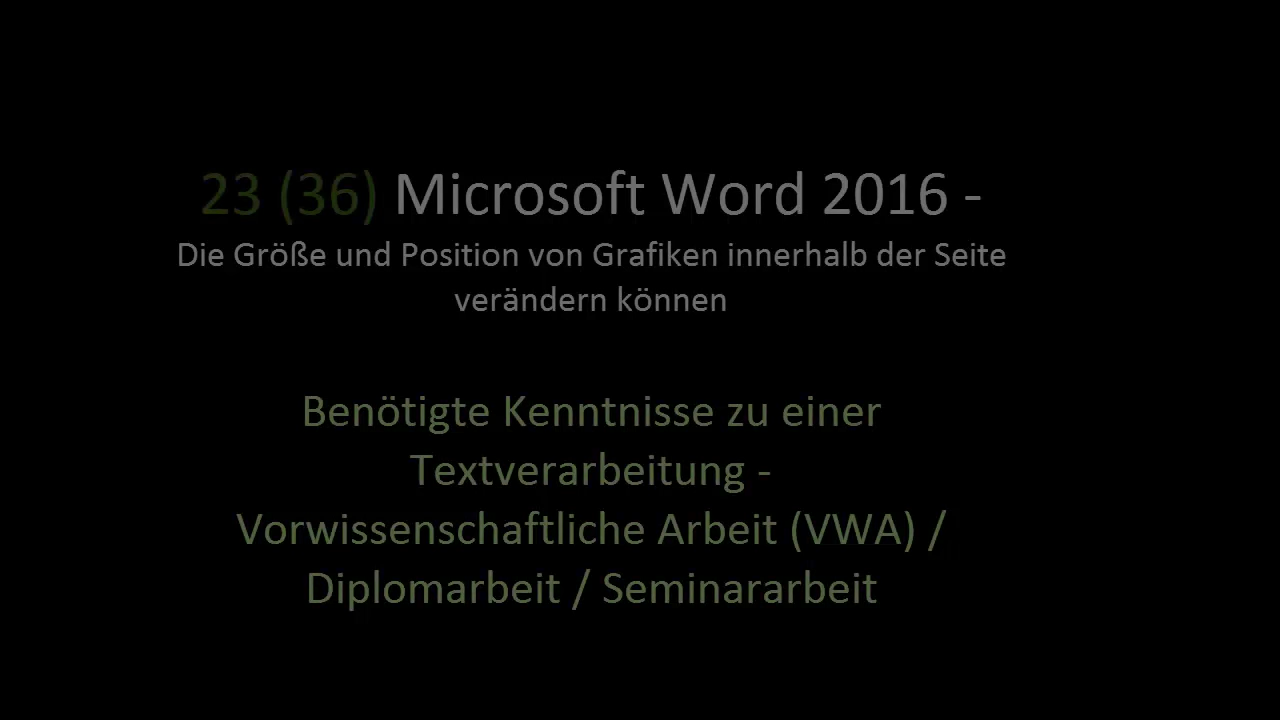 23 (36) Microsoft Word 2016 -
Die Größe und Position von Grafiken innerhalb der Seite
verändern können
Benötigte Kenntnisse zu einer
Textverarbeitung -
Vorwissenschaftliche Arbeit (VWA) /
Diplomarbeit / Seminararbeit